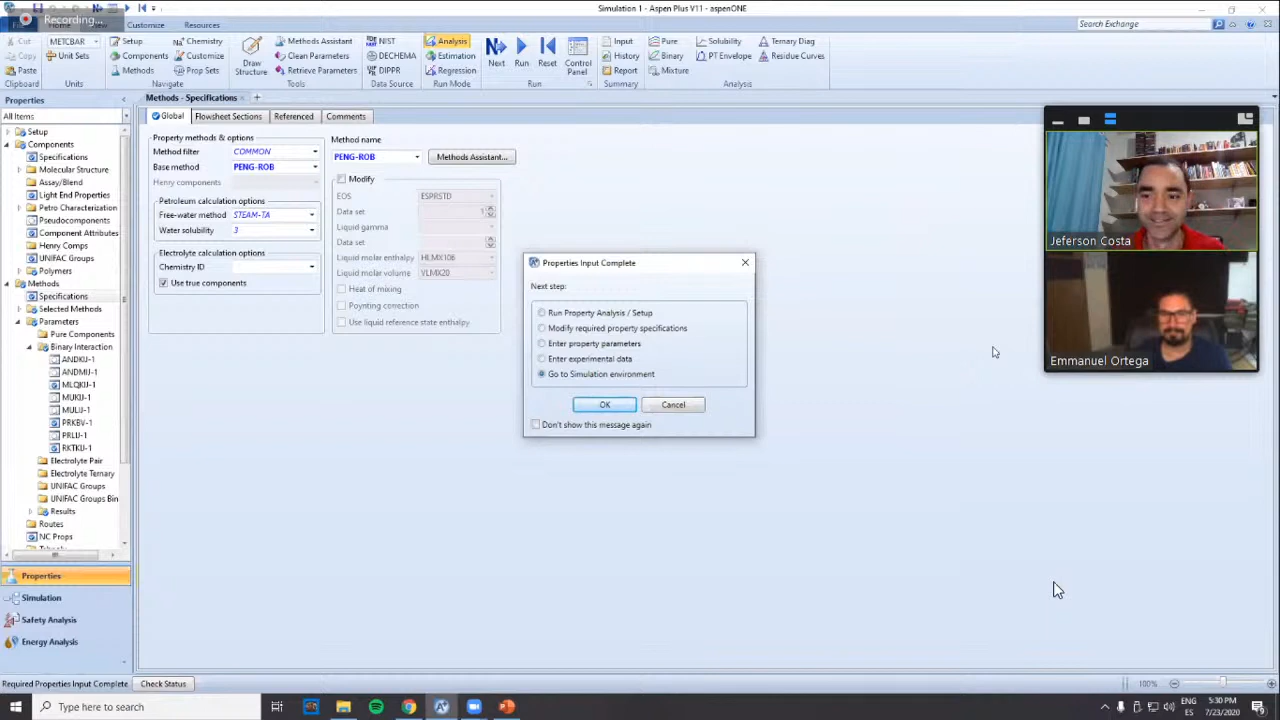 Recording...
Simulation 1 - Aspen Plus V11 - aspenONE
Customize
Resources
Search Exchange
Cut
METCBAR
Setup
Chemistry
Methods Assistant
NIST
Analysis
Input
Pure
Solubility
Ternary Diag
Copy
Unit Sets
Components
Customize
Clean Parameters
DECHEMA
Estimation
History
Binary
PT Envelope
Residue Curves
Paste
Methods
Prop Sets
Draw Structure
Retrieve Parameters
DIPPR
Regression
Next
Run
Reset
Control Panel
Report
Mixture
Clipboard
Units
Navigate
Tools
Data Source
Run Mode
Run
Summary
Analysis
Properties
All Items
Setup
Components
Specifications
Molecular Structure
Assay/Blend
Light End Properties
Petro Characterization
Pseudocomponents
Component Attributes
Henry Comps
UNIFAC Groups
Polymers
Methods
Specifications
Selected Methods
Parameters
Pure Components
Binary Interaction
ANDKIJ-1
ANDMIJ-1
MLQKIJ-1
MUKIJ-1
MULIJ-1
PRKBV-1
PRLIJ-1
RKTKIJ-1
Electrolyte Pair
Electrolyte Ternary
UNIFAC Groups
UNIFAC Groups Bin
Results
Routes
NC Props
Properties
Simulation
Safety Analysis
Energy Analysis
Methods - Specifications
Global
Flowsheet Sections
Referenced
Comments
Property methods & options
Method filter
COMMON
Base method
PENG-ROB
Henry components
Petroleum calculation options
Free-water method
STEAM-TA
Water solubility
3
Electrolyte calculation options
Chemistry ID
Use true components
Method name
PENG-ROB
Methods Assistant...
Modify
EOS
ESPRSTD
Data set
1
Liquid gamma
Data set
Liquid molar enthalpy
HLMX106
Liquid molar volume
VLMX20
Heat of mixing
Poynting correction
Use liquid reference state enthalpy
Properties Input Complete
Next step:
Run Property Analysis / Setup
Modify required property specifications
Enter property parameters
Enter experimental data
Go to Simulation environment
OK
Cancel
Don't show this message again
Jeferson Costa
Emmanuel Ortega
Required Properties Input Complete
Check Status
100%
Type here to search
ENG
ES
5:30 PM
7/23/2020